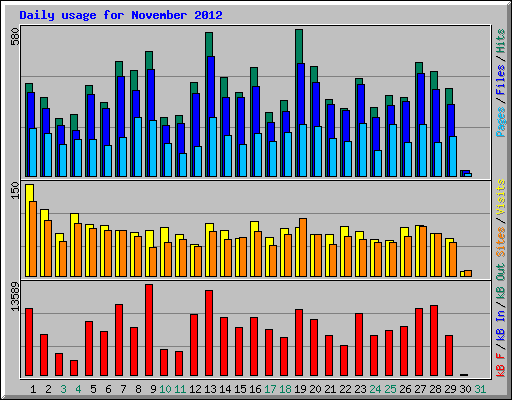 Daily usage for November 2012
580
Pages / Files / Hits
150
Sites / Visits
13589
kB F / kB In / kB Out
1 2 3 4 5 6 7 8 9 10 11 12 13 14 15 16 17 18 19 20 21 22 23 24 25 26 27 28 29 30 31